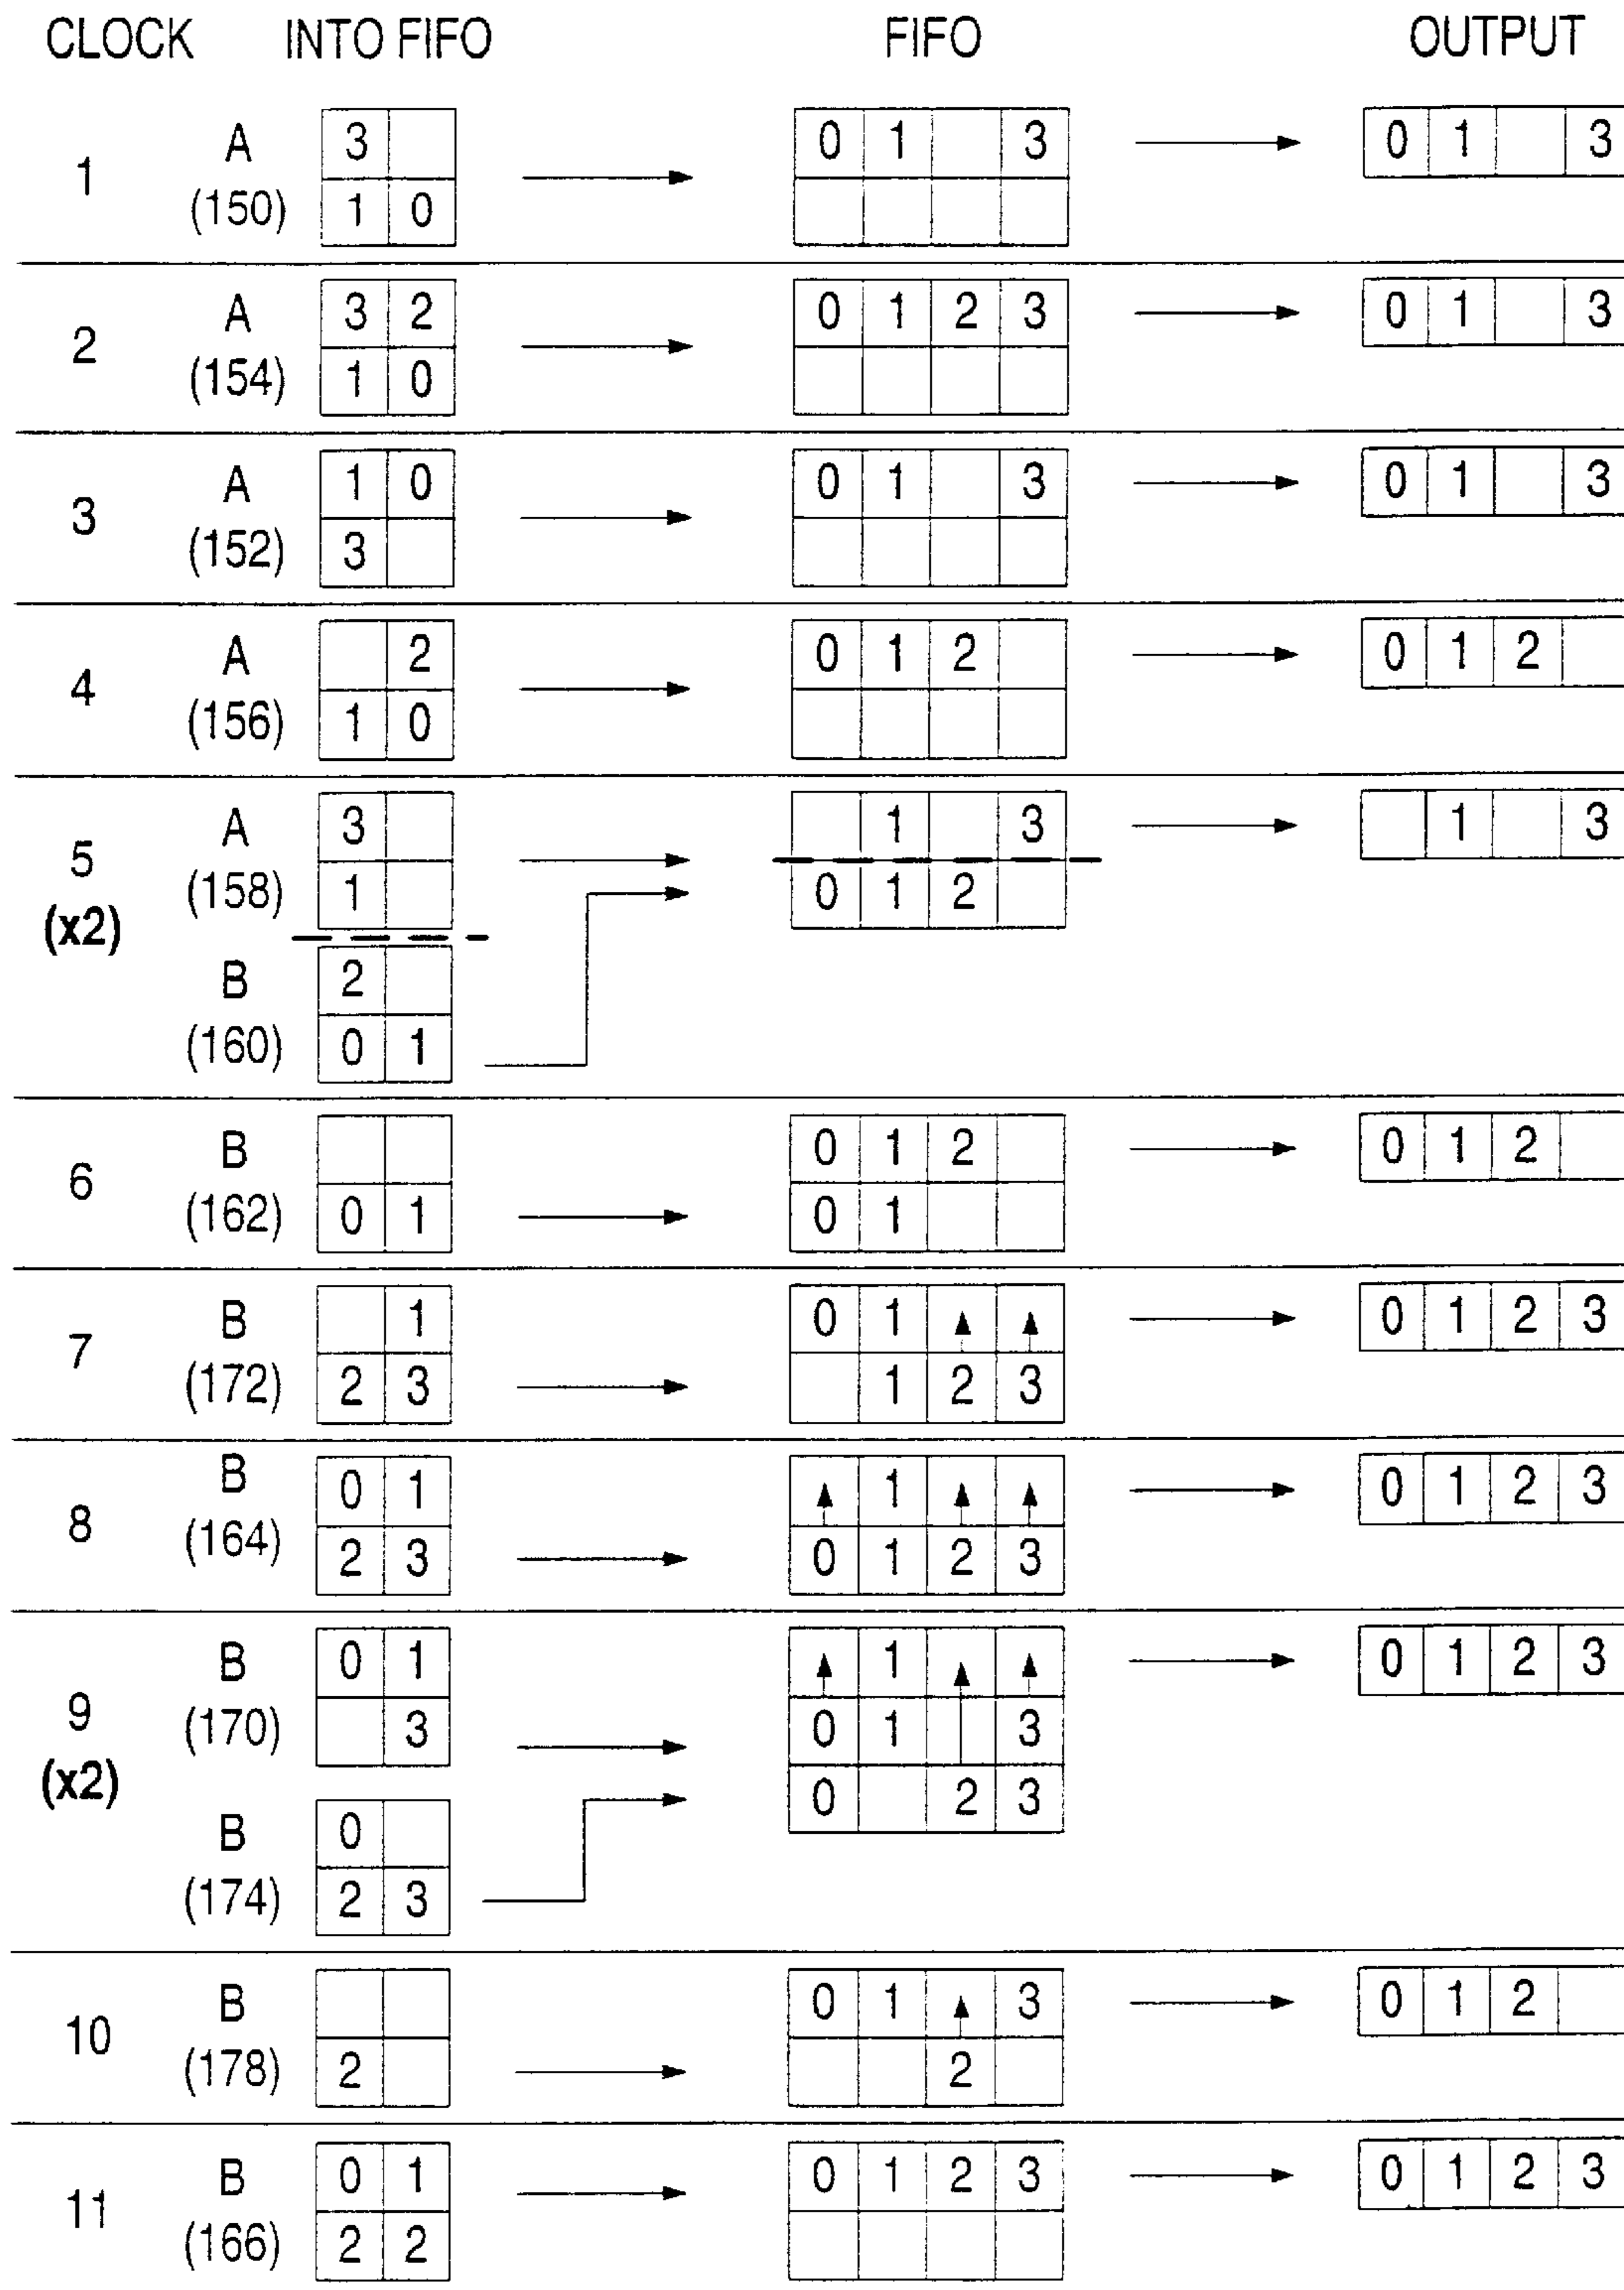 CLOCK INTO FIFO FIFO OUTPUT
1 A (150) 3 0 1 3 0 1 3
1 0
2 A (154) 3 2 0 1 2 3 0 1 3
1 0
3 A (152) 1 0 0 1 3 0 1 3
3
4 A (156) 2 0 1 2 0 1 2
1 0
5 (x2) A (158) 3 1 3 1 3
1 0 1 2
B (160) 2
0 1
6 B (162) 0 1 2 0 1 2
0 1 0 1
7 B (172) 1 0 1 0 1 2 3
2 3 1 2 3
8 B (164) 0 1 1 0 1 2 3
2 3 0 1 2 3
9 (x2) B (170) 0 1 1 0 1 2 3
3 0 1 3
0 2 3
B (174) 0
2 3
10 B (178) 0 1 3 0 1 2
2 2
11 B (166) 0 1 0 1 2 3 0 1 2 3
2 2